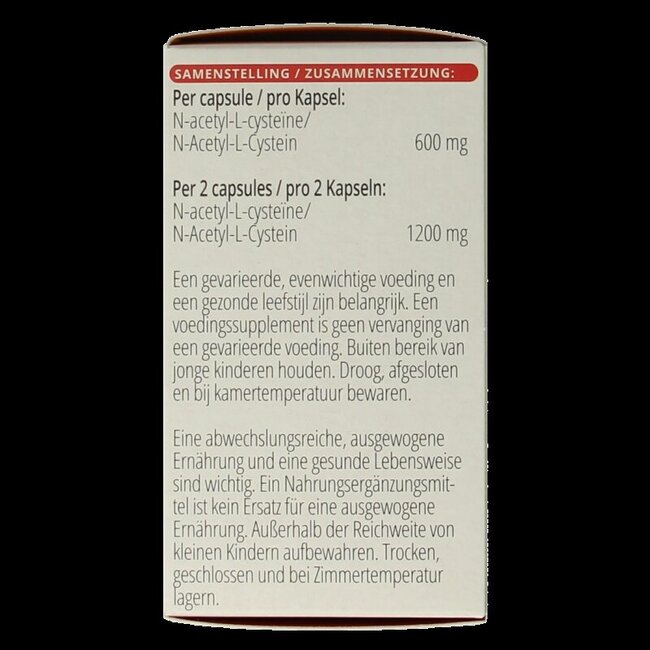 SAMENSTELLING / ZUSAMMENSETZUNG:
Per capsule / pro Kapsel:
N-acetyl-L-cysteïne/
N-Acetyl-L-Cystein 600 mg
Per 2 capsules / pro 2 Kapseln:
N-acetyl-L-cysteïne/
N-Acetyl-L-Cystein 1200 mg
Een gevarieerde, evenwichtige voeding en
een gezonde leefstijl zijn belangrijk. Een
voedingssupplement is geen vervanging van
een gevarieerde voeding. Buiten bereik van
jonge kinderen houden. Droog, afgesloten
en bij kamertemperatuur bewaren.
Eine abwechslungsreiche, ausgewogene
Ernährung und eine gesunde Lebensweise
sind wichtig. Ein Nahrungsergänzungsmit-
tel ist kein Ersatz für eine ausgewogene
Ernährung. Außerhalb der Reichweite von
kleinen Kindern aufbewahren. Trocken,
geschlossen und bei Zimmertemperatur
lagern.